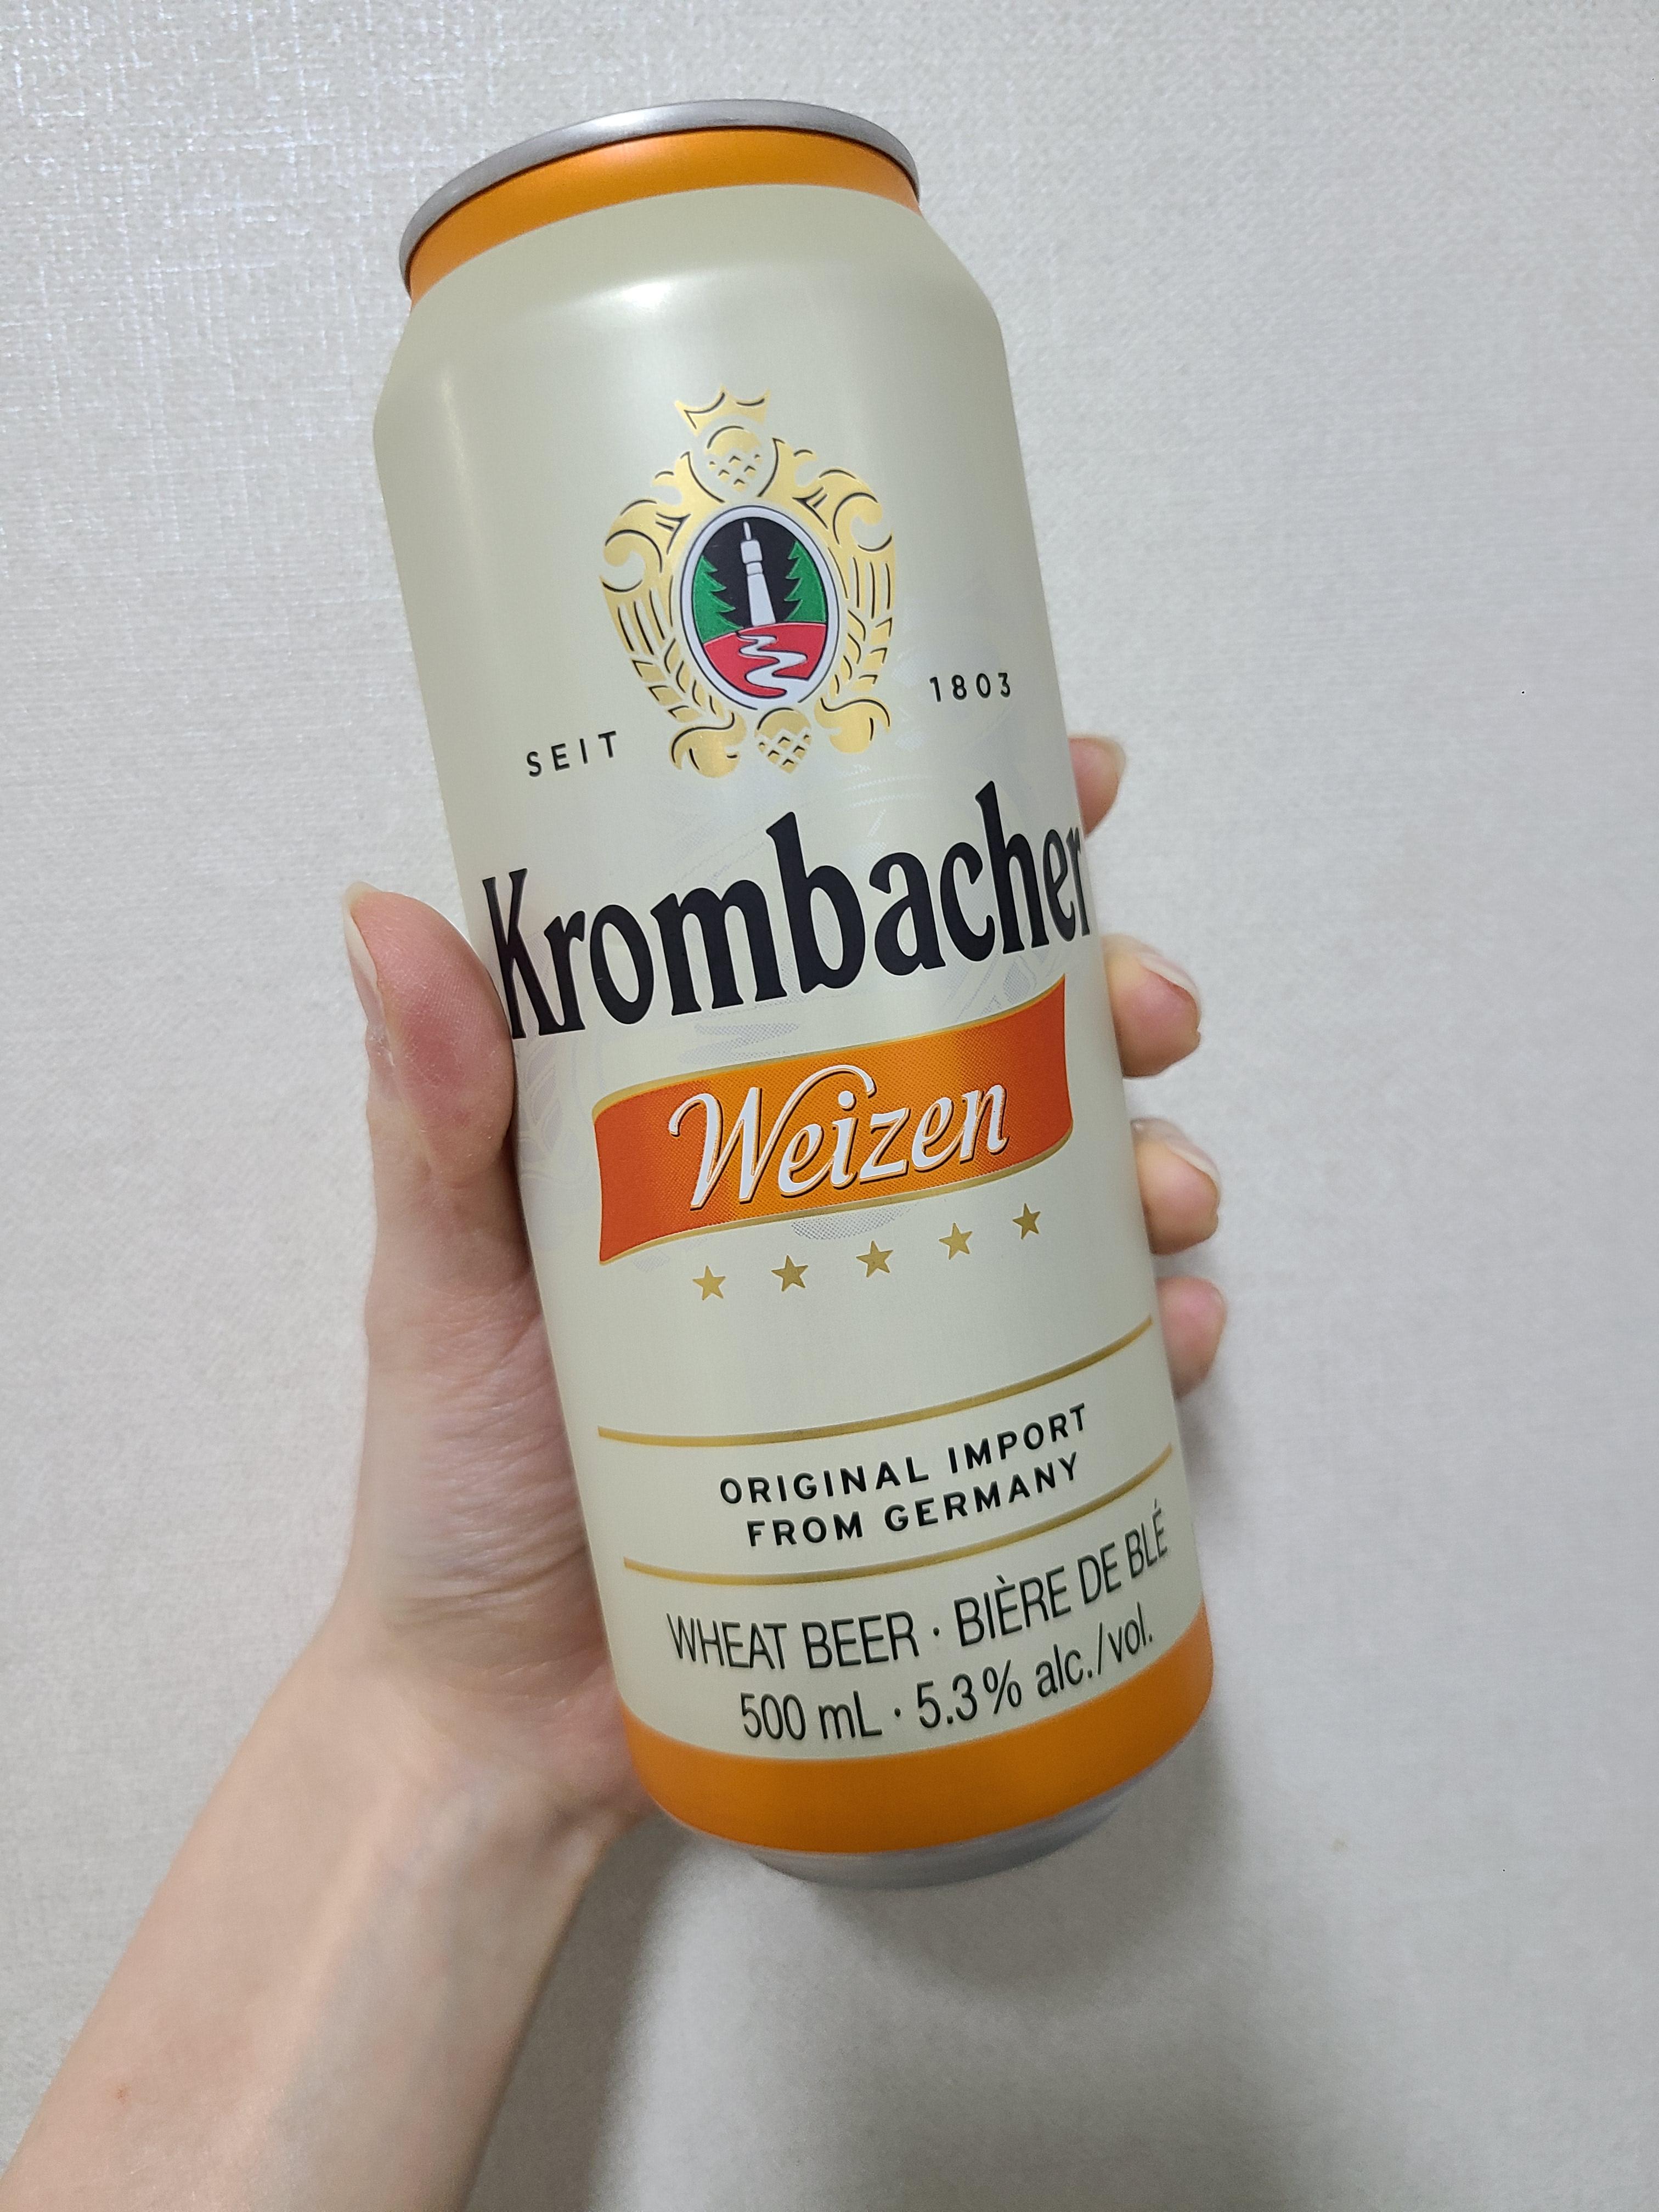 SEIT 1803
Krombacher
Weizen
ORIGINAL IMPORT
FROM GERMANY
WHEAT BEER · BIÈRE DE BLÉ
500 mL · 5.3% alc./vol.